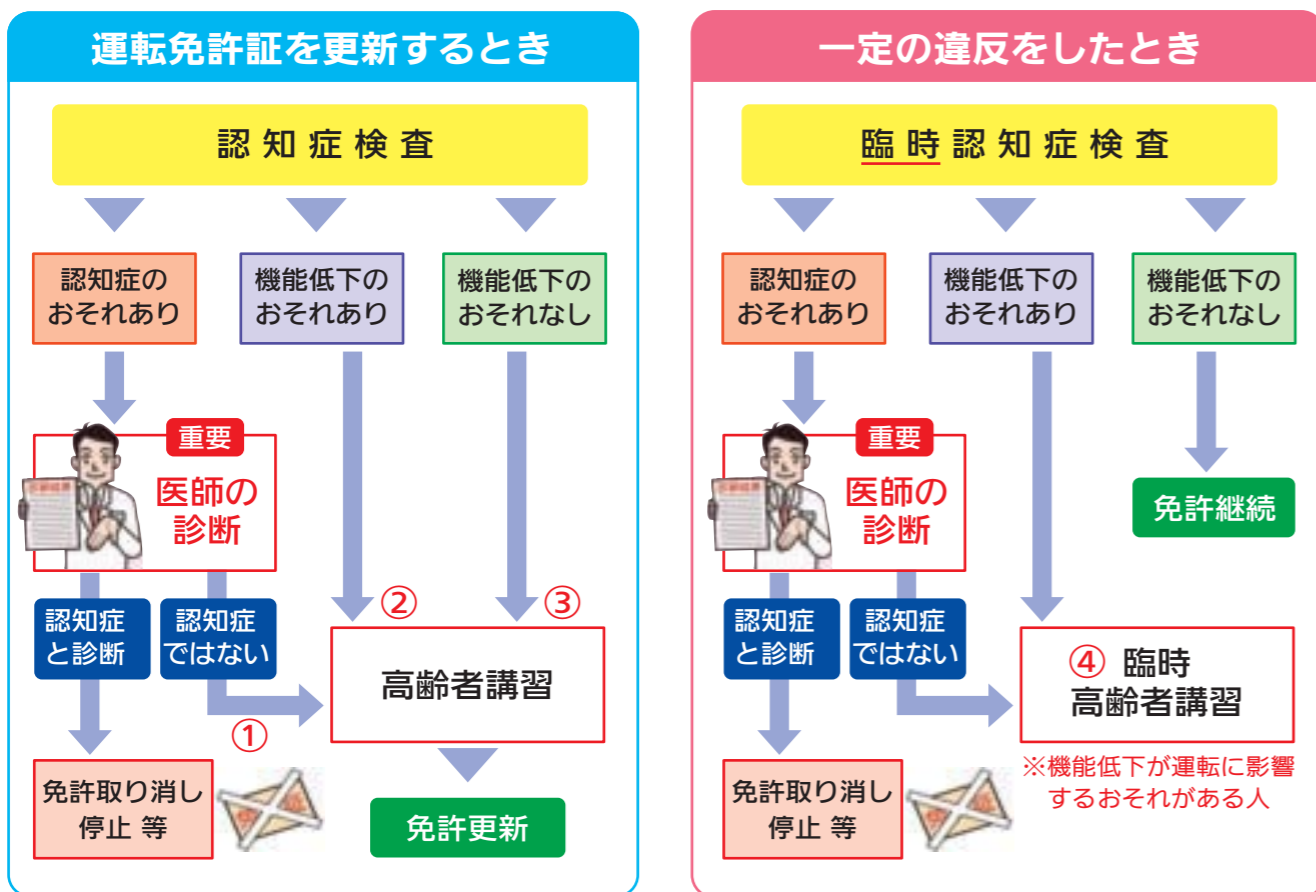 運転免許証を更新するとき
認知症検査
認知症の
おそれあり
機能低下の
おそれあり
機能低下の
おそれなし
重要
医師の
診断
認知症
と診断
認知症
ではない
①
②
③
高齢者講習
免許取り消し
停止 等
免許更新
一定の違反をしたとき
臨時認知症検査
認知症の
おそれあり
機能低下の
おそれあり
機能低下の
おそれなし
重要
医師の
診断
免許継続
認知症
と診断
認知症
ではない
④ 臨時
高齢者講習
※機能低下が運転に影響
するおそれがある人
免許取り消し
停止 等